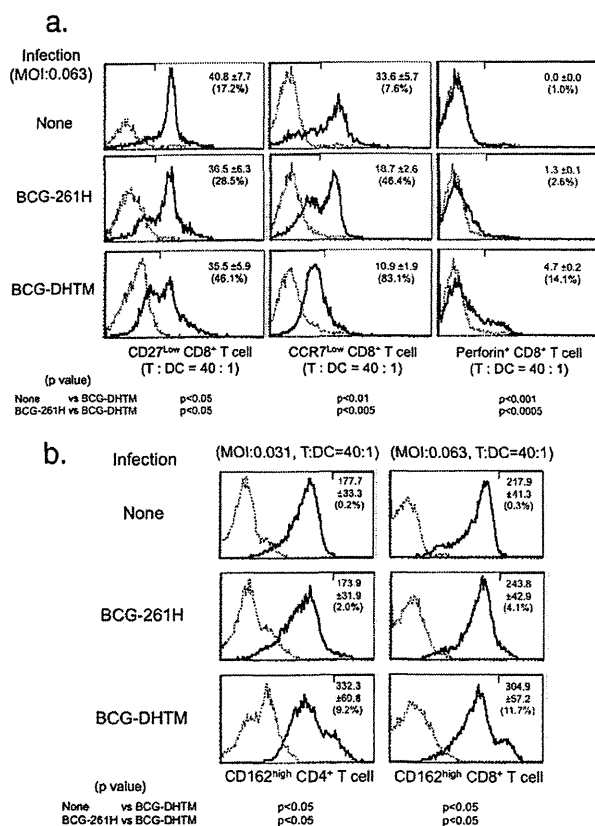 a.
Infection
(MOI:0.063)
None
40.8 ±7.7
(17.2%)
33.6±5.7
(7.6%)
0.0 ±0.0
(1.0%)
BCG-261H
36.5 ±6.3
(28.5%)
18.7 ±2.6
(46.4%)
1.3 ±0.1
(2.6%)
BCG-DHTM
35.5 ±5.9
(46.1%)
10.9 ±1.9
(83.1%)
4.7 ±0.2
(14.1%)
CD27Low CD8+ T cell
(T : DC = 40 : 1)
CCR7Low CD8+ T cell
(T : DC = 40 : 1)
Perforin+ CD8+ T cell
(T : DC = 40 : 1)
(p value)
None vs BCG-DHTM p<0.05 p<0.01 p<0.001
BCG-261H vs BCG-DHTM p<0.05 p<0.005 p<0.0005
b.
Infection
(MOI:0.031, T:DC=40:1) (MOI:0.063, T:DC=40:1)
None
177.7
±33.3
(0.2%)
217.9
±41.3
(0.3%)
BCG-261H
173.9
±31.9
(2.0%)
243.8
±42.9
(4.1%)
BCG-DHTM
332.3
±60.8
(9.2%)
304.9
±57.2
(11.7%)
CD162high CD4+ T cell CD162high CD8+ T cell
(p value)
None vs BCG-DHTM p<0.05 p<0.05
BCG-261H vs BCG-DHTM p<0.05 p<0.05